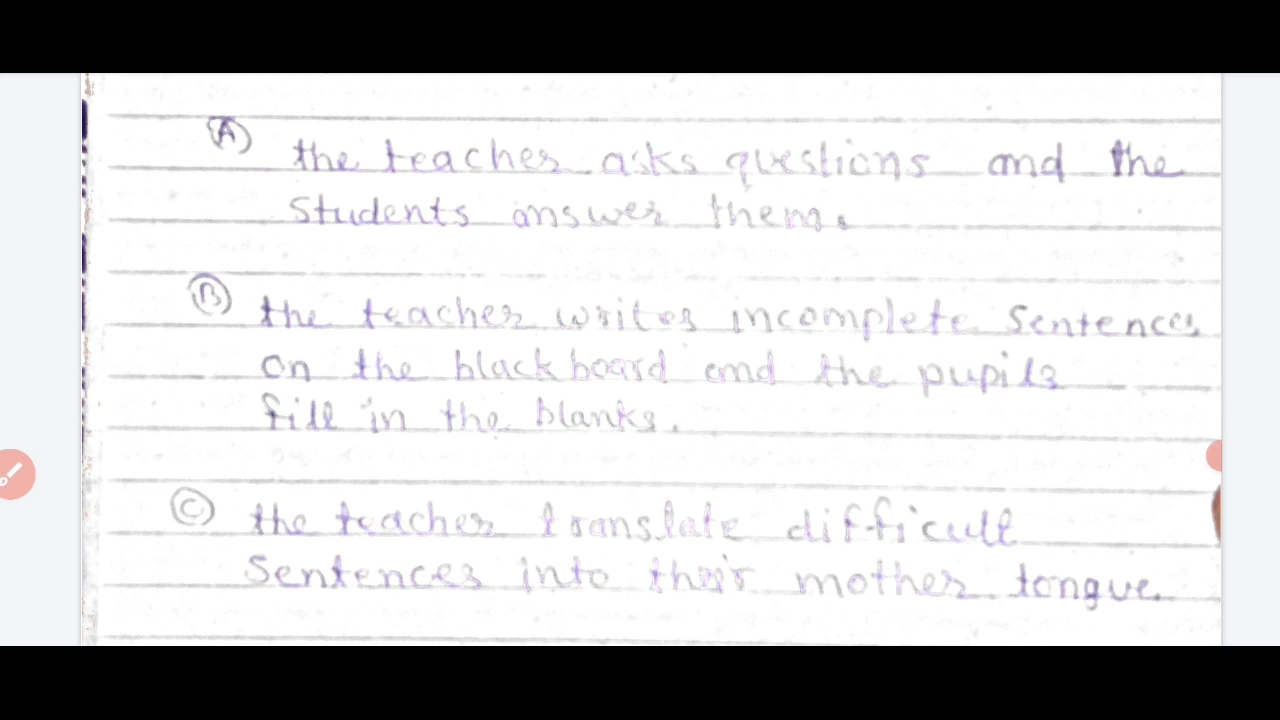 (A) the teacher asks questions and the
students answer them.
(B) the teacher writes incomplete sentences
on the blackboard and the pupils
fill in the blanks.
(C) the teacher translate difficult
sentences into their mother tongue.